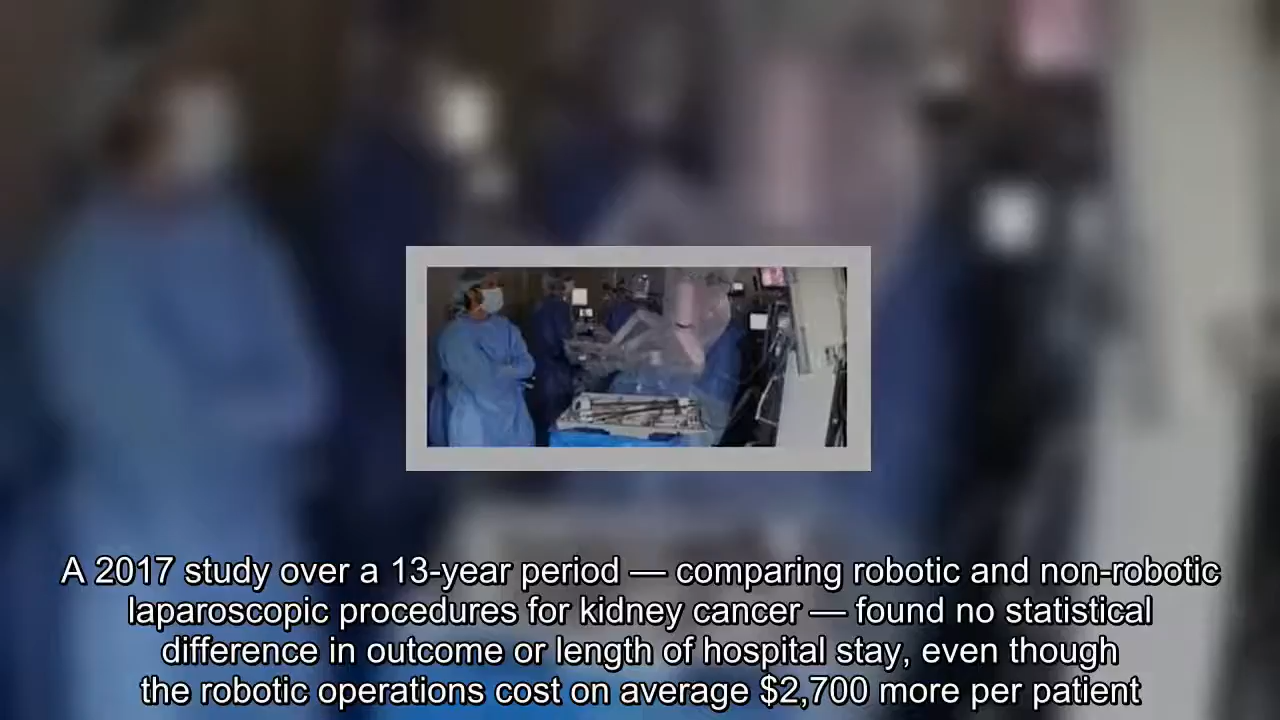 A 2017 study over a 13-year period — comparing robotic and non-robotic
laparoscopic procedures for kidney cancer — found no statistical
difference in outcome or length of hospital stay, even though
the robotic operations cost on average $2,700 more per patient